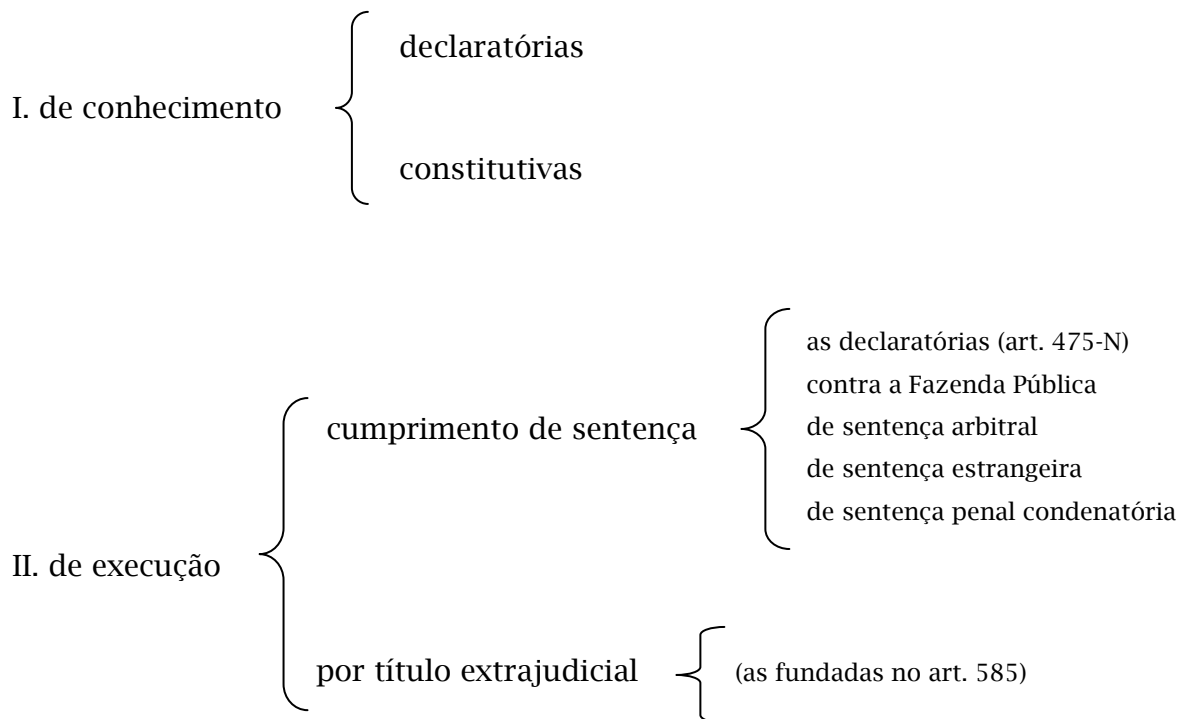 declaratórias
I. de conhecimento
constitutivas
as declaratórias (art. 475-N)
contra a Fazenda Pública
cumprimento de sentença
de sentença arbitral
de sentença estrangeira
de sentença penal condenatória
II. de execução
por título extrajudicial
(as fundadas no art. 585)